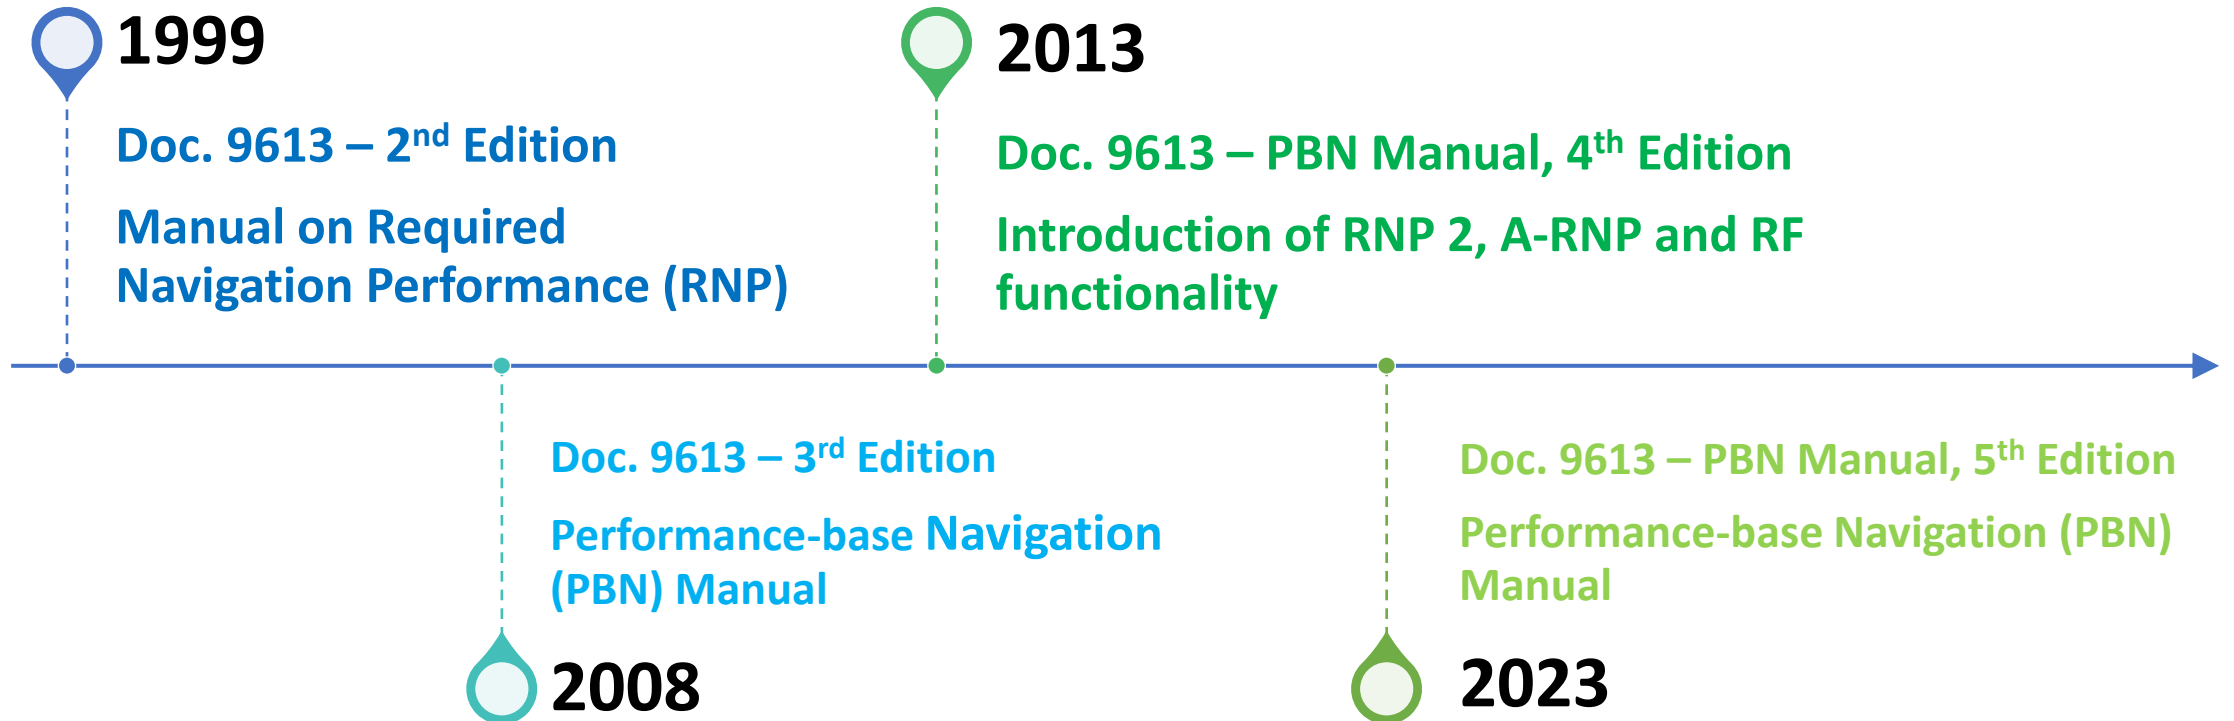 1999
Doc. 9613 – 2nd Edition
Manual on Required
Navigation Performance (RNP)
2013
Doc. 9613 – PBN Manual, 4th Edition
Introduction of RNP 2, A-RNP and RF
functionality
Doc. 9613 – 3rd Edition
Performance-base Navigation
(PBN) Manual
2008
Doc. 9613 – PBN Manual, 5th Edition
Performance-base Navigation (PBN)
Manual
2023